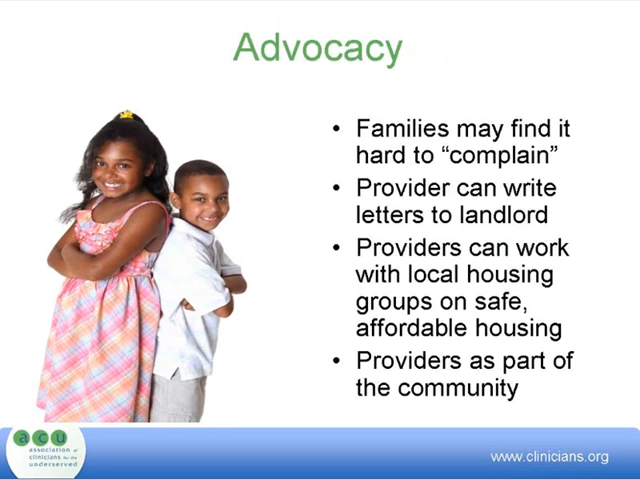 Advocacy
• Families may find it
hard to “complain”
• Provider can write
letters to landlord
• Providers can work
with local housing
groups on safe,
affordable housing
• Providers as part of
the community
acu
association of
clinicians for the
underserved
www.clinicians.org